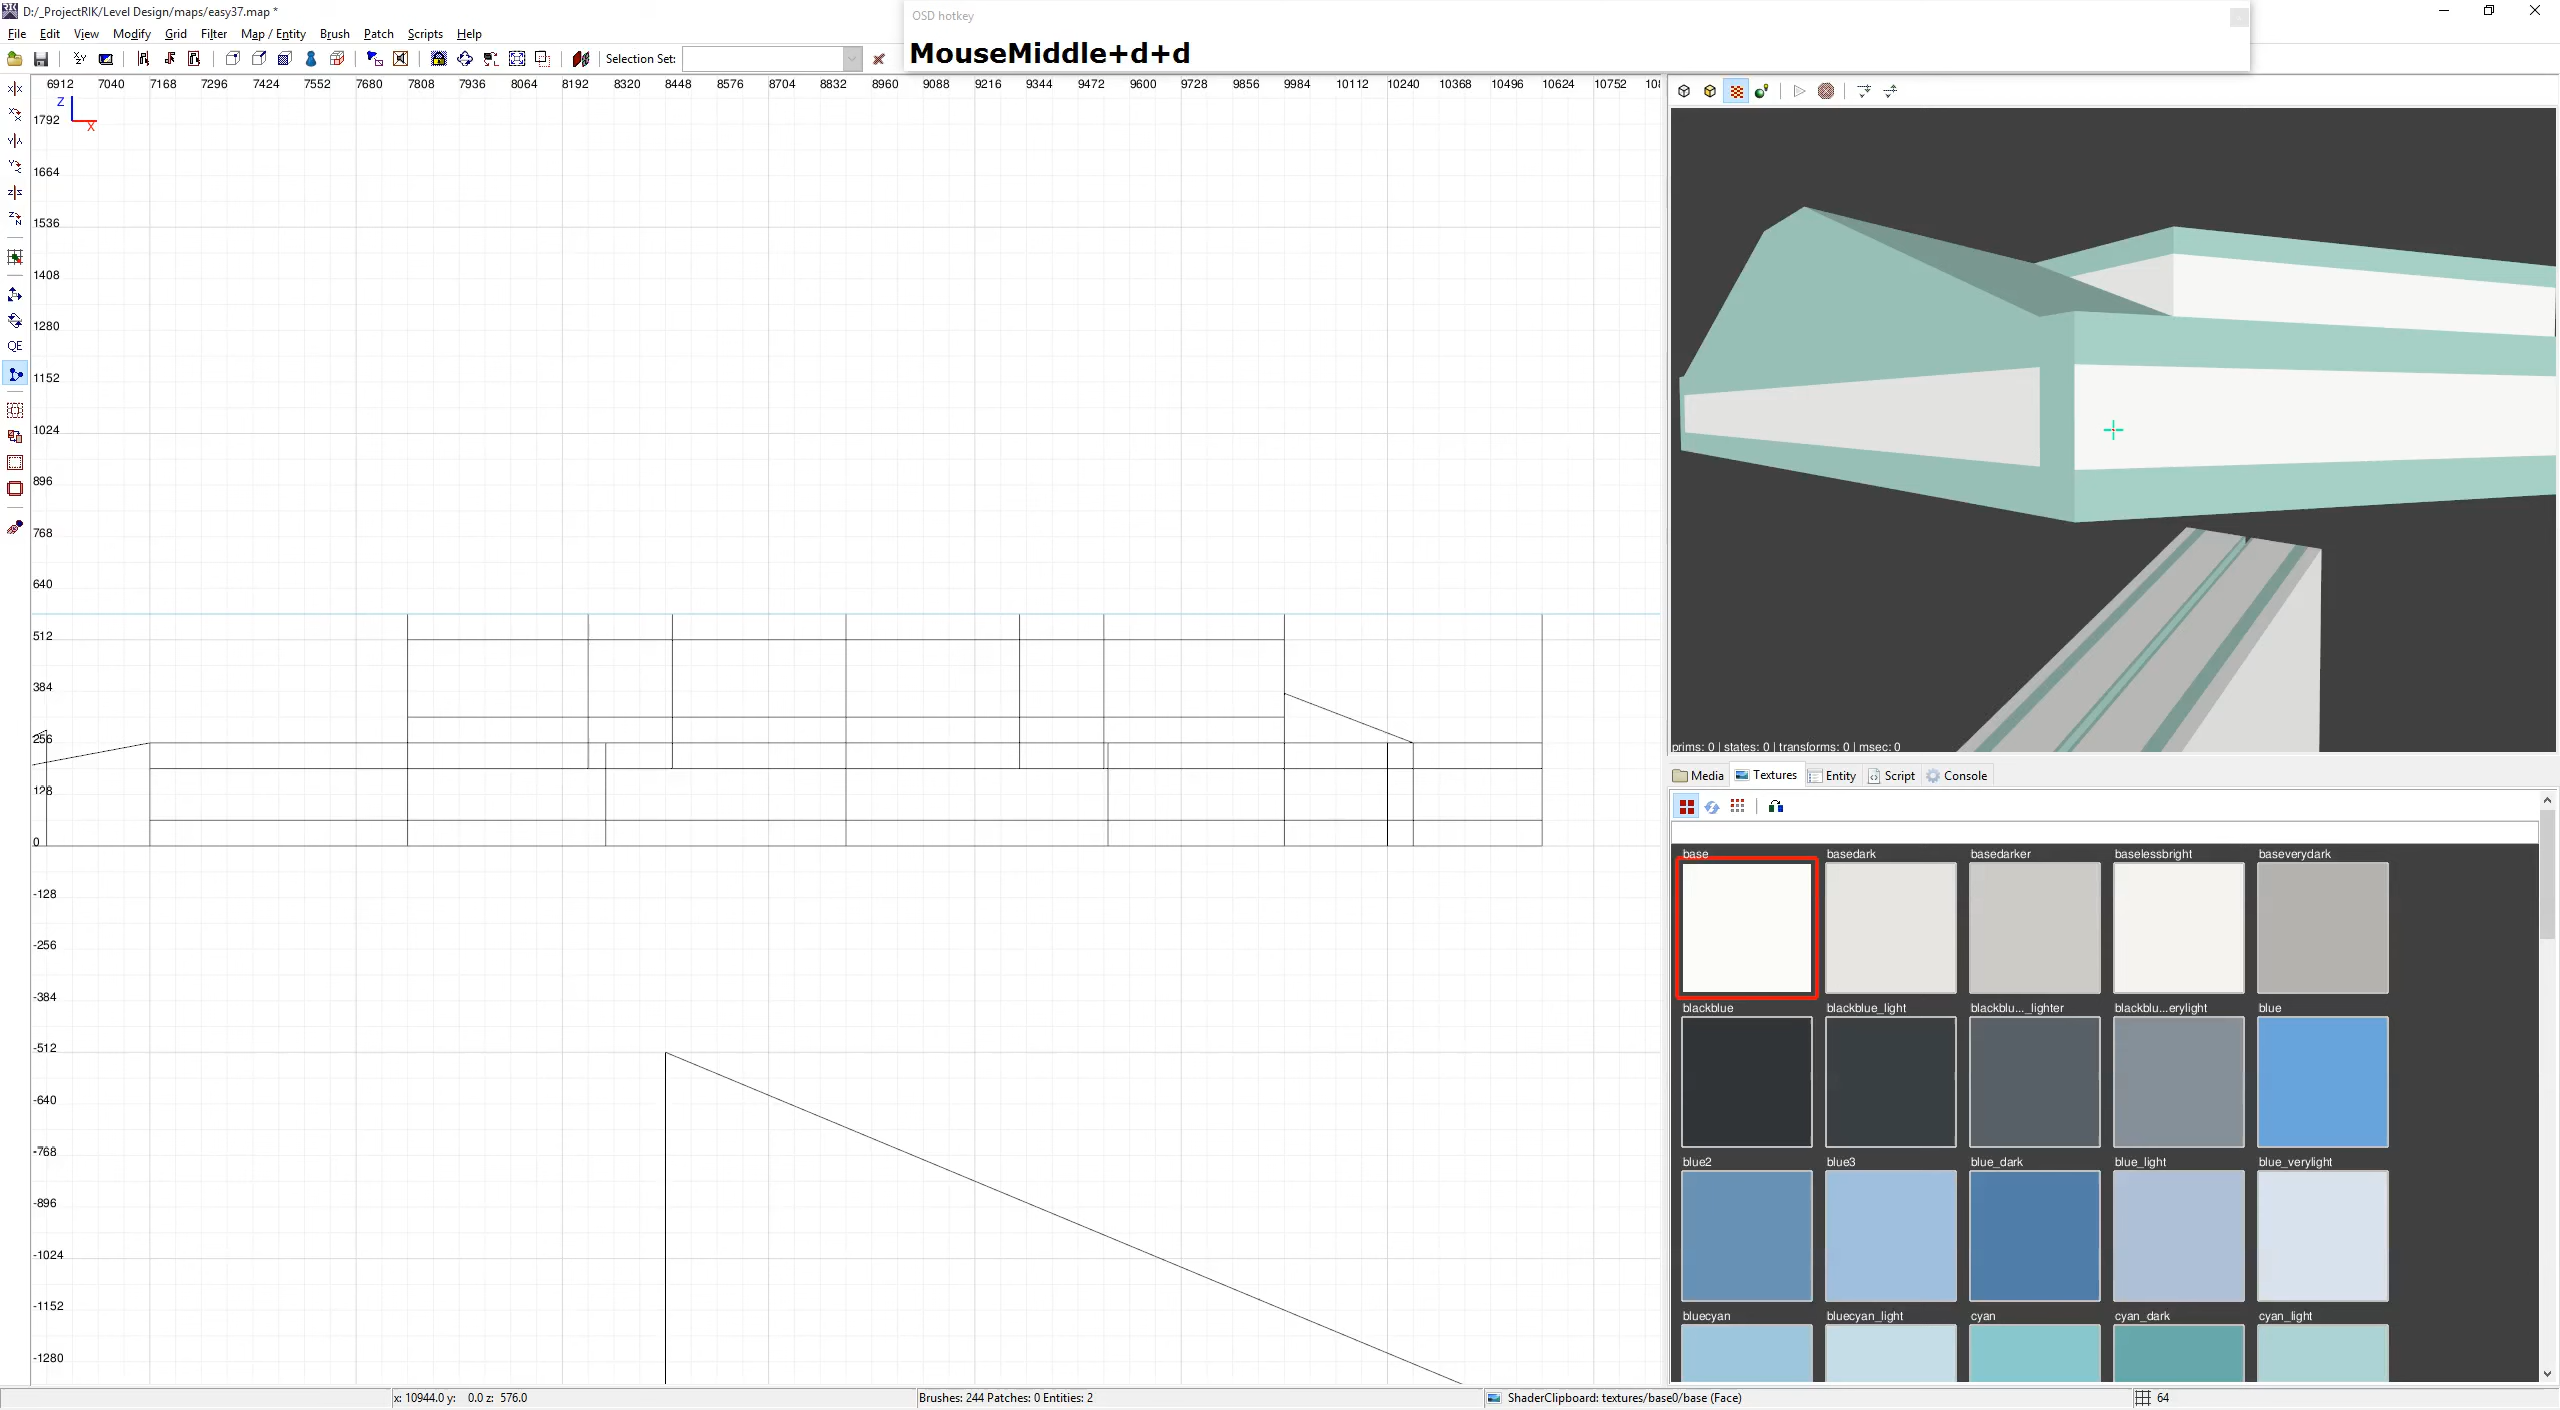 D:/_ProjectRIK/Level Design/maps/easy37.map *
OSD hotkey
MouseMiddle+d+d
File Edit View Modify Grid Filter Map / Entity Brush Patch Scripts Help
Selection Set:
6912 7040 7168 7296 7424 7552 7680 7808 7936 8064 8192 8320 8448 8576 8704 8832 8960 9088 9216 9344 9472 9600 9728 9856 9984 10112 10240 10368 10496 10624 10752
Z
X
1792
1664
1536
1408
1280
QE
1152
1024
896
768
640
512
384
256
128
0
-128
-256
-384
-512
-640
-768
-896
-1024
-1152
-1280
prims: 0 | states: 0 | transforms: 0 | msec: 0
Media Textures Entity Script Console
base basedark basedarker baselessbright baseverydark
blackblue blackblue_light blackblu..._lighter blackblu...erylight blue
blue2 blue3 blue_dark blue_light blue_verylight
bluecyan bluecyan_light cyan cyan_dark cyan_light
x: 10944.0 y: 0.0 z: 576.0
Brushes: 244 Patches: 0 Entities: 2
ShaderClipboard: textures/base0/base (Face)
64